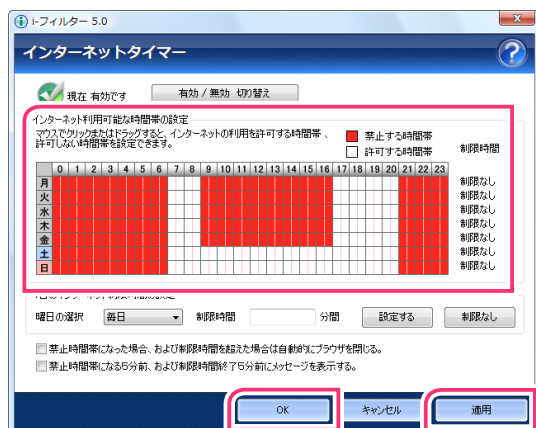 i-フィルター 5.0
インターネットタイマー
現在 有効です
有効 / 無効 切り替え
インターネット利用可能な時間帯の設定
マウスでクリックまたはドラッグすると、インターネットの利用を許可する時間帯、
許可しない時間帯を設定できます。
禁止する時間帯
許可する時間帯
制限時間
0 1 2 3 4 5 6 7 8 9 10 11 12 13 14 15 16 17 18 19 20 21 22 23
月 制限なし
火 制限なし
水 制限なし
木 制限なし
金 制限なし
土 制限なし
日 制限なし
曜日の選択 毎日 制限時間 分間 設定する 制限なし
禁止時間帯になった場合、および制限時間を超えた場合は自動的にブラウザを閉じる。
禁止時間帯になる5分前、および制限時間終了5分前にメッセージを表示する。
OK キャンセル 適用